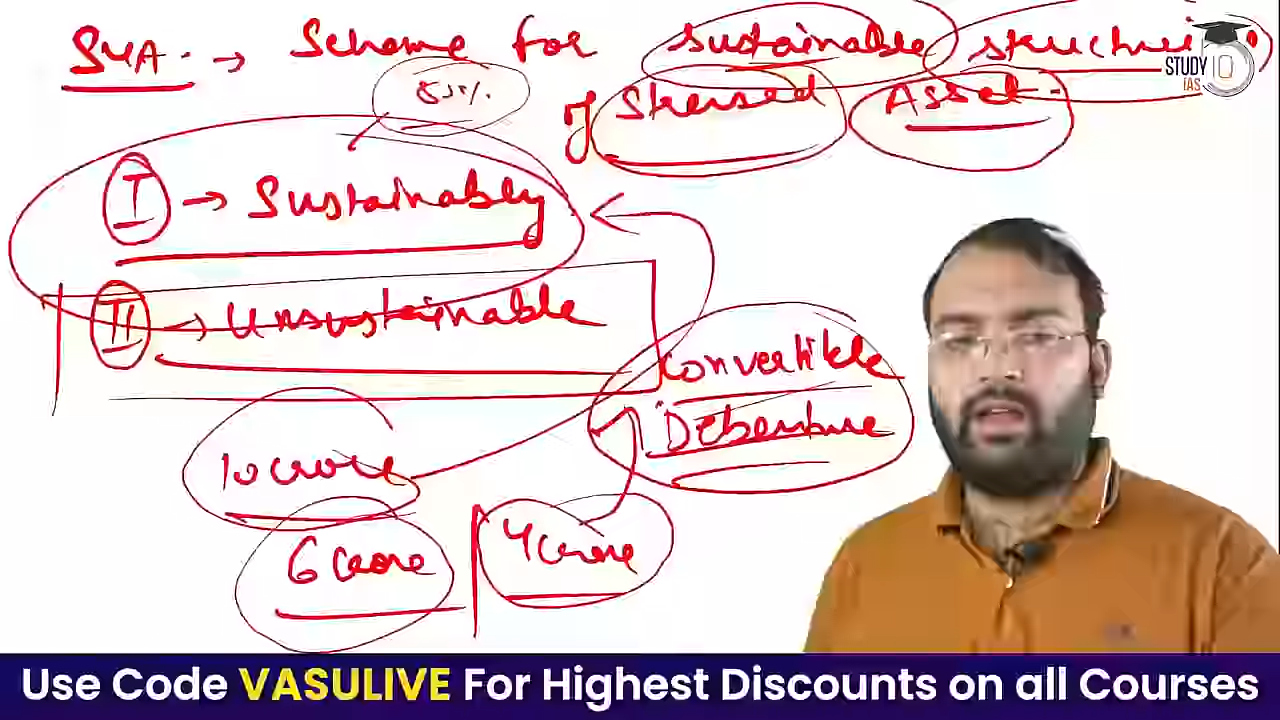 S4A. → Scheme for sustainable structuring
of Stressed Asset.
STUDY IQ
IAS
I → Sustainably
II → Unsustainable
Convertible
Debenture
10 crore
6 crore | 4 crore
Use Code VASULIVE For Highest Discounts on all Courses